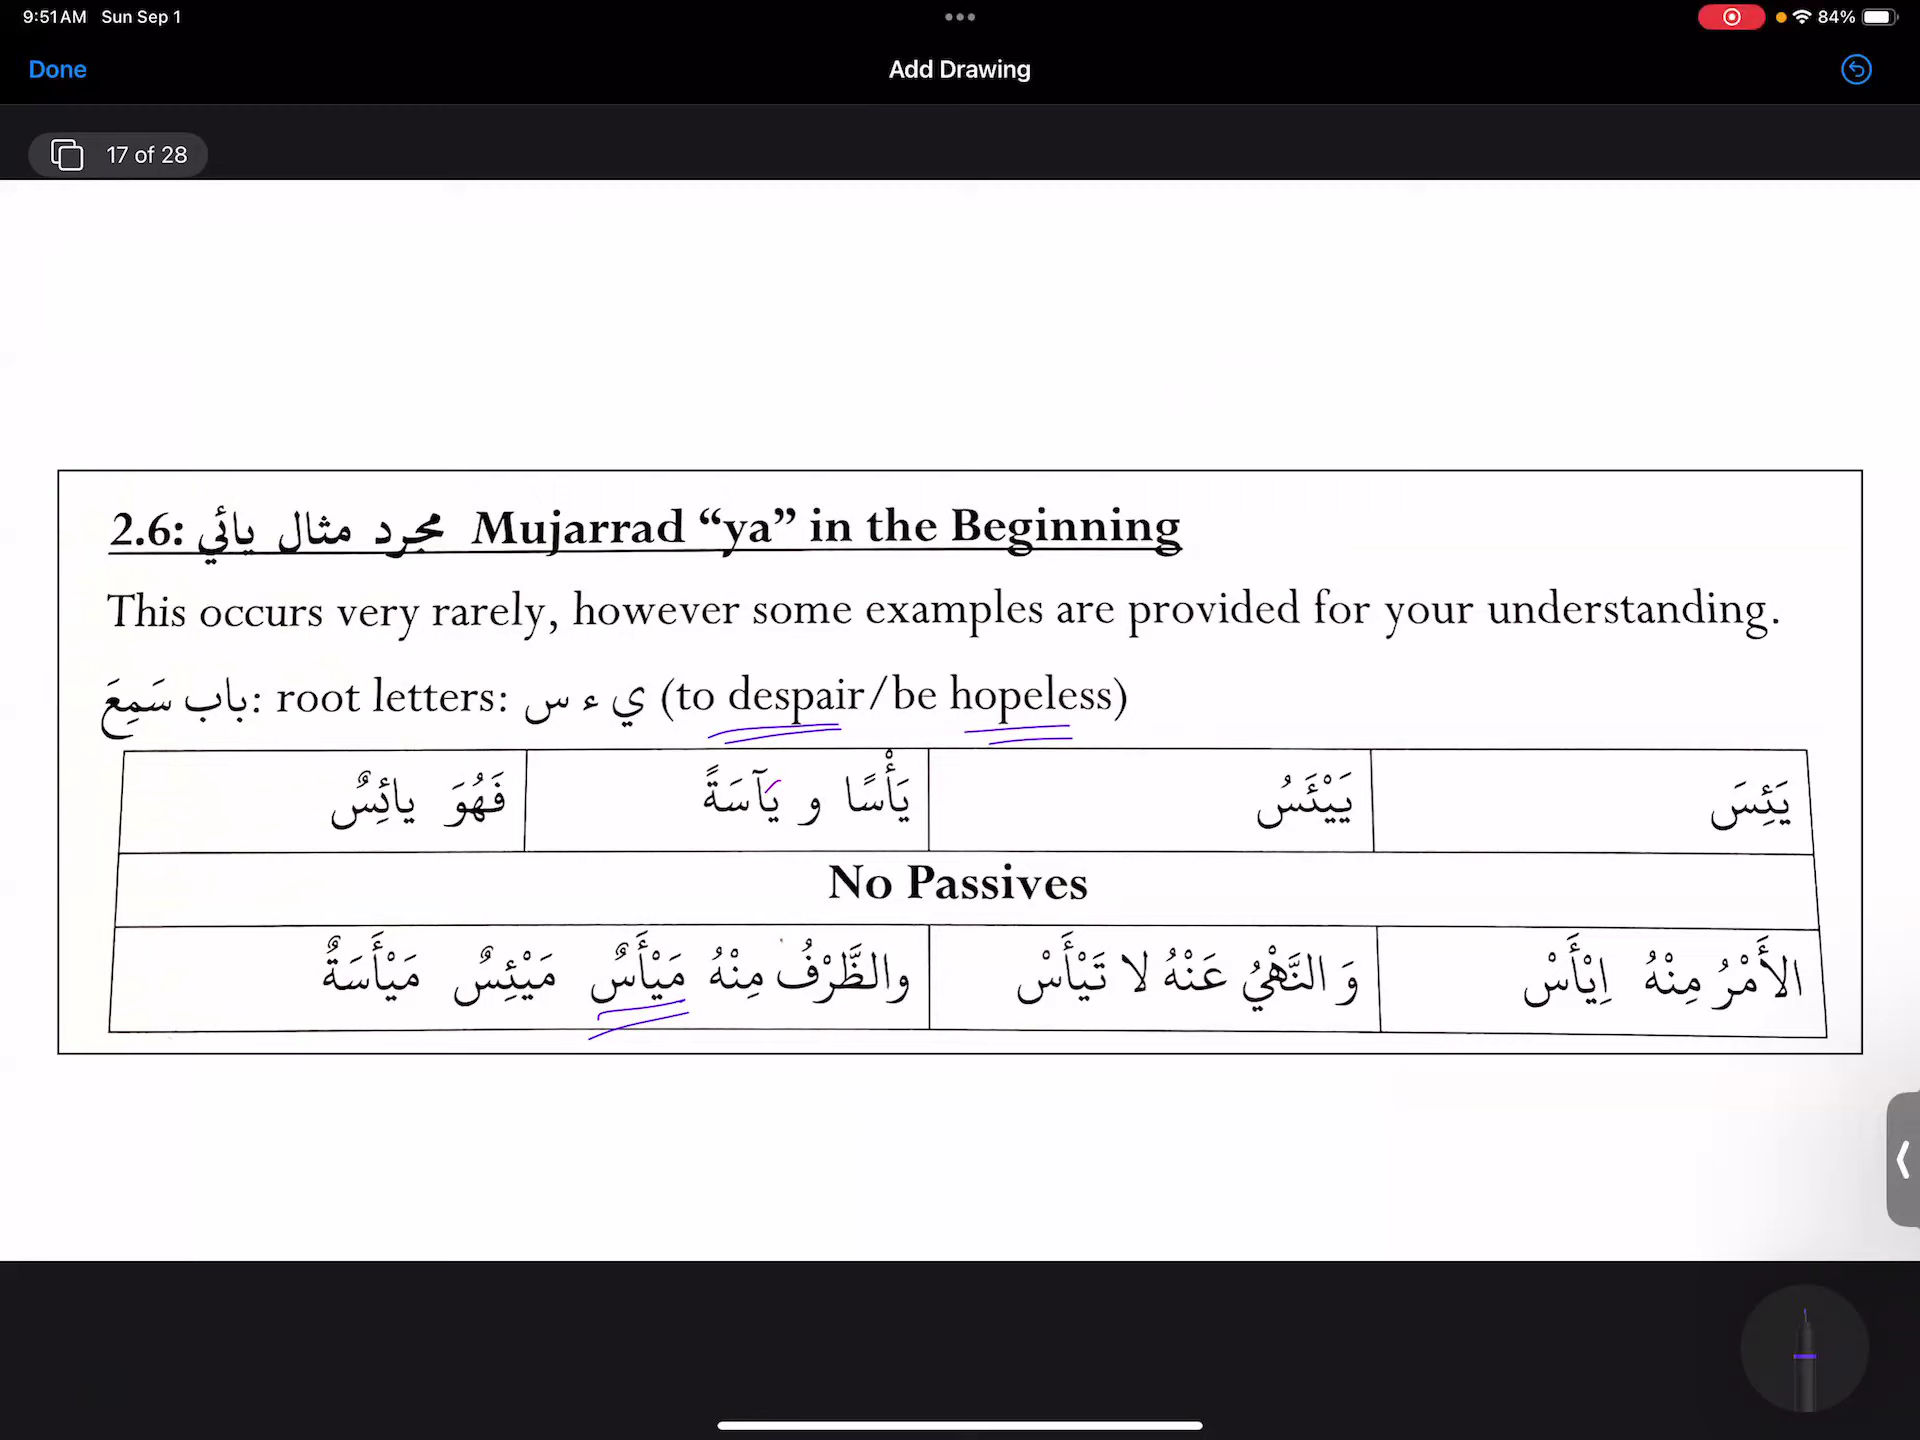 9:51 AM Sun Sep 1
84%
Done
Add Drawing
17 of 28
2.6: مجرد مثال يائي Mujarrad “ya” in the Beginning
This occurs very rarely, however some examples are provided for your understanding.
باب سَمِعَ: root letters: ي ء س (to despair/be hopeless)
يَئِسَ
يَيْئَسُ
يَأْسًا و يَآسَةً
فَهُوَ يائِسٌ
No Passives
الأَمْرُ مِنْهُ اِيْأَسْ
وَ النَّهْيُ عَنْهُ لا تَيْأَسْ
والظَّرْفُ مِنْهُ مَيْأَسٌ مَيْئِسٌ مَيْأَسَةٌ